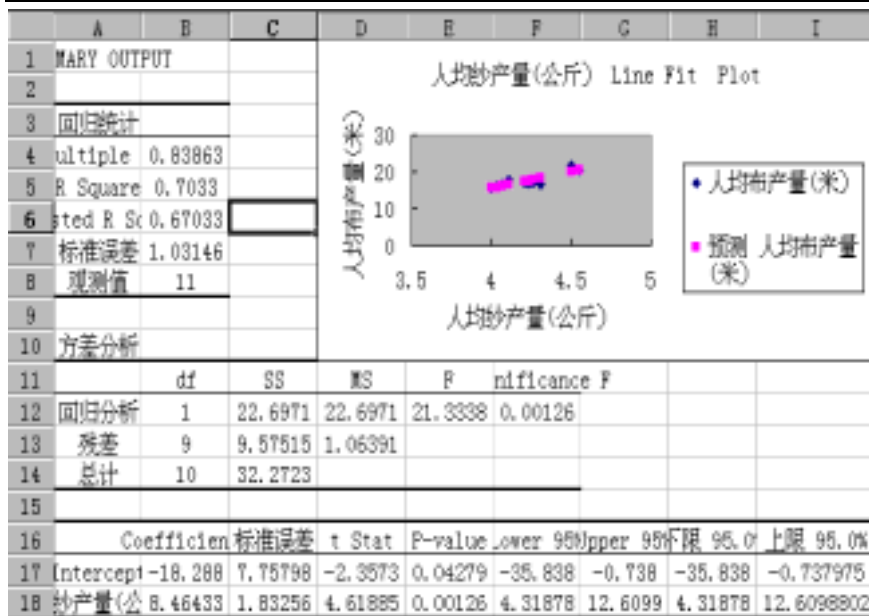 A B C D E F G H I
1 MARY OUTPUT
2
3 回归统计
4 ultiple 0.83863
5 R Square 0.7033
6 sted R Sq 0.67033
7 标准误差 1.03146
8 观测值 11
9
10 方差分析
人均纱产量(公斤) Line Fit Plot
人均布产量(米)
30
20
10
0
3.5 4 4.5 5
人均纱产量(公斤)
人均布产量(米)
预测 人均布产量
(米)
11 df SS MS F nificance F
12 回归分析 1 22.6971 22.6971 21.3338 0.00126
13 残差 9 9.57515 1.06391
14 总计 10 32.2723
15
16 Coefficien 标准误差 t Stat P-value Lower 95% Upper 95% 下限 95.0 上限 95.0%
17 Intercept -18.288 7.75798 -2.3573 0.04279 -35.838 -0.738 -35.838 -0.737975
18 纱产量(公 8.46433 1.83256 4.61885 0.00126 4.31878 12.6099 4.31878 12.6098802